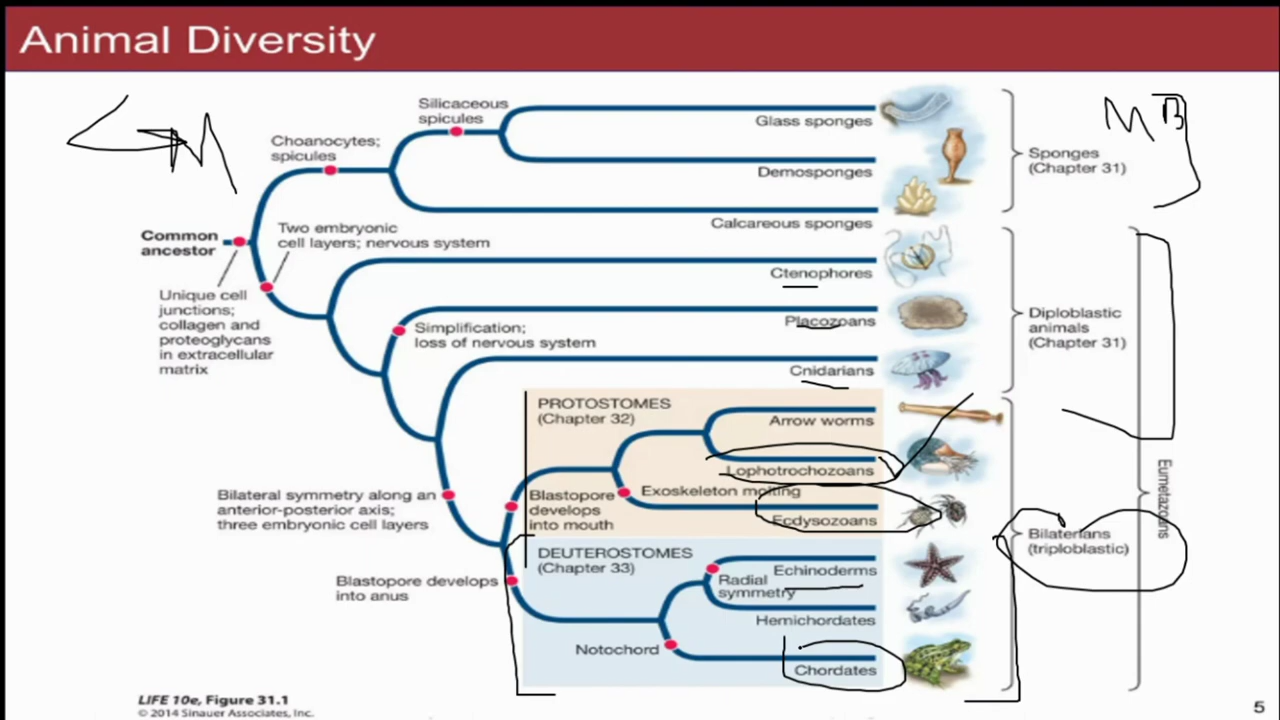 Animal Diversity
Silicaceous
spicules
Glass sponges
Choanocytes;
spicules
Demosponges
Calcareous sponges
Sponges
(Chapter 31)
M B
M
Common
ancestor
Two embryonic
cell layers; nervous system
Unique cell
junctions;
collagen and
proteoglycans
in extracellular
matrix
Ctenophores
Placozoans
Simplification;
loss of nervous system
Cnidarians
Diploblastic
animals
(Chapter 31)
PROTOSTOMES
(Chapter 32)
Arrow worms
Lophotrochozoans
Bilateral symmetry along an
anterior-posterior axis;
three embryonic cell layers
Blastopore
develops
into mouth
Exoskeleton molting
Ecdysozoans
Eumetazoans
Bilaterians
(triploblastic)
DEUTEROSTOMES
(Chapter 33)
Blastopore develops
into anus
Echinoderms
Radial
symmetry
Hemichordates
Notochord
Chordates
LIFE 10e, Figure 31.1
© 2014 Sinauer Associates, Inc.
5